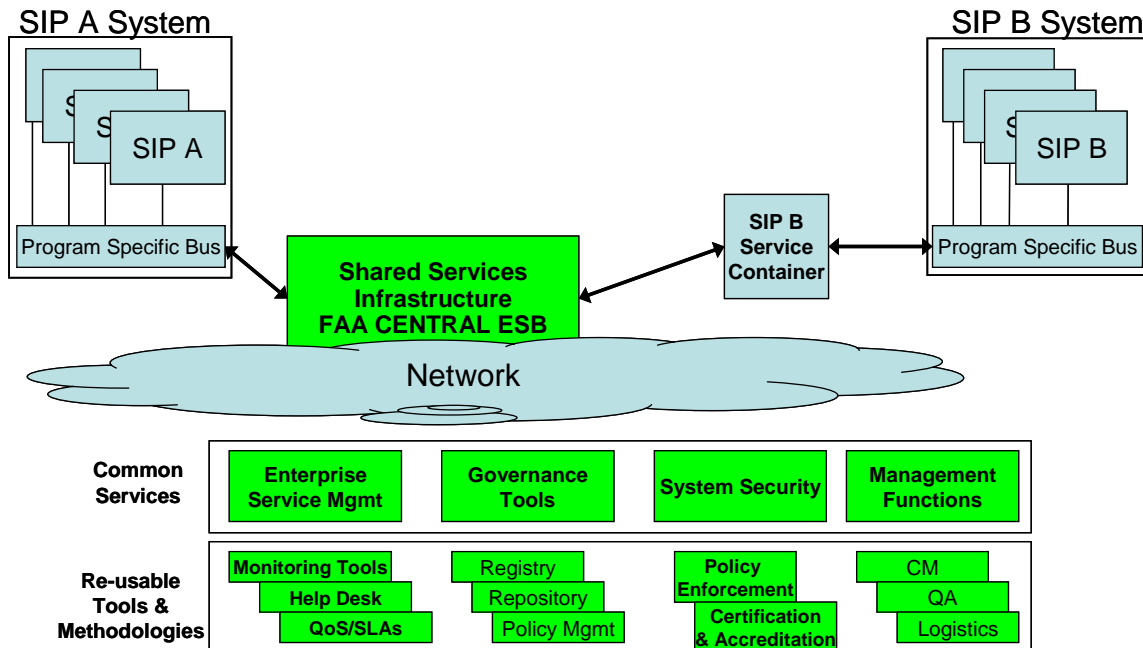 SIP A System
SIP B System
S
S
SIP A
S
SIP B
Program Specific Bus
SIP B
Service
Container
Program Specific Bus
Shared Services
Infrastructure
FAA CENTRAL ESB
Network
Common
Services
Enterprise
Service Mgmt
Governance
Tools
System Security
Management
Functions
Re-usable
Tools &
Methodologies
Monitoring Tools
Help Desk
QoS/SLAs
Registry
Repository
Policy Mgmt
Policy
Enforcement
Certification
& Accreditation
CM
QA
Logistics